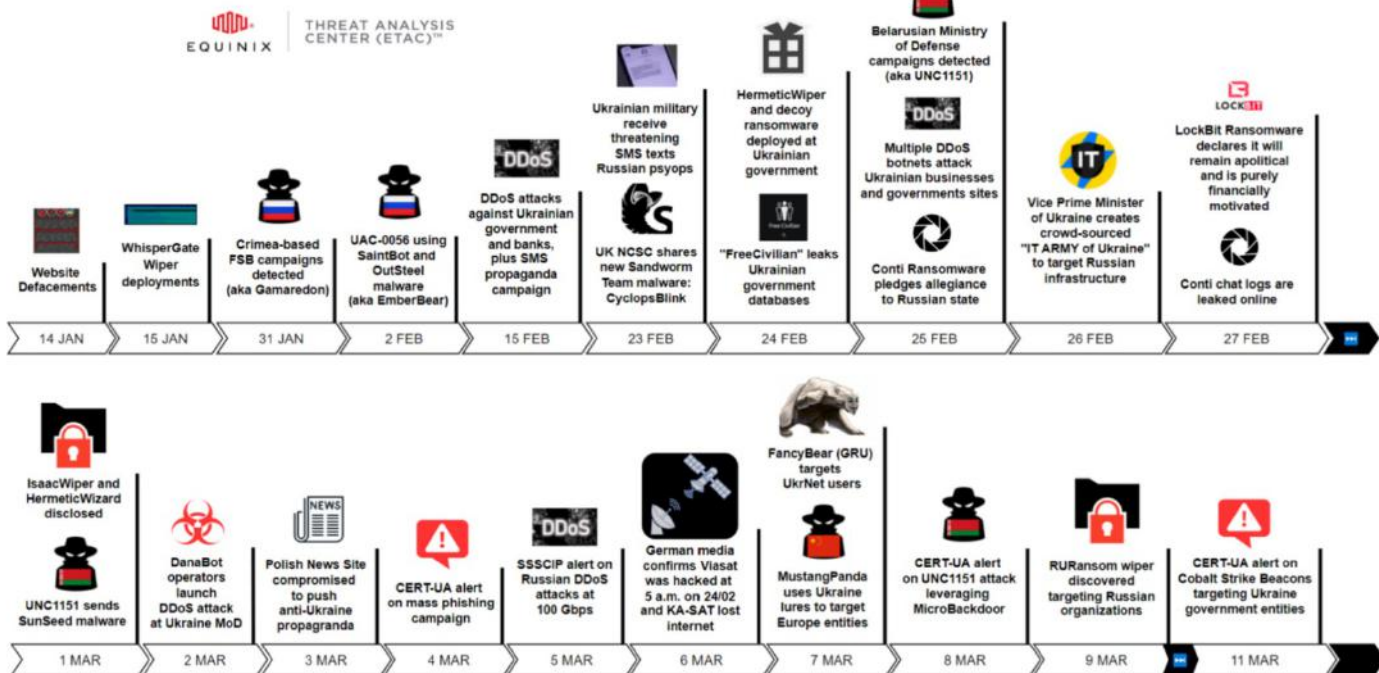 EQUINIX
THREAT ANALYSIS
CENTER (ETAC)™
Website
Defacements
14 JAN
WhisperGate
Wiper
deployments
15 JAN
Crimea-based
FSB campaigns
detected
(aka Gamaredon)
31 JAN
UAC-0056 using
SaintBot and
OutSteel
malware
(aka EmberBear)
2 FEB
DDoS
DDoS attacks
against Ukrainian
government
and banks,
plus SMS
propaganda
campaign
15 FEB
Ukrainian military
receive
threatening
SMS texts
Russian psyops
S
UK NCSC shares
new Sandworm
Team malware:
CyclopsBlink
23 FEB
HermeticWiper
and decoy
ransomware
deployed at
Ukrainian
government
Free Civilian
"FreeCivilian" leaks
Ukrainian
government
databases
24 FEB
Belarusian Ministry
of Defense
campaigns detected
(aka UNC1151)
DDoS
Multiple DDoS
botnets attack
Ukrainian businesses
and governments sites
Conti Ransomware
pledges allegiance
to Russian state
25 FEB
IT
Vice Prime Minister
of Ukraine creates
crowd-sourced
"IT ARMY of Ukraine"
to target Russian
infrastructure
26 FEB
LOCKBIT
LockBit Ransomware
declares it will
remain apolitical
and is purely
financially
motivated
Conti chat logs are
leaked online
27 FEB
IsaacWiper and
HermeticWizard
disclosed
UNC1151 sends
SunSeed malware
1 MAR
DanaBot
operators
launch
DDoS attack
at Ukraine MoD
2 MAR
NEWS
Polish News Site
compromised
to push
anti-Ukraine
propagranda
3 MAR
CERT-UA alert
on mass phishing
campaign
4 MAR
DDoS
SSSCIP alert on
Russian DDoS
attacks at
100 Gbps
5 MAR
German media
confirms Viasat
was hacked at
5 a.m. on 24/02
and KA-SAT lost
internet
6 MAR
FancyBear (GRU)
targets
UkrNet users
MustangPanda
uses Ukraine
lures to target
Europe entities
7 MAR
CERT-UA alert
on UNC1151 attack
leveraging
MicroBackdoor
8 MAR
RURansom wiper
discovered
targeting Russian
organizations
9 MAR
CERT-UA alert on
Cobalt Strike Beacons
targeting Ukraine
government entities
11 MAR